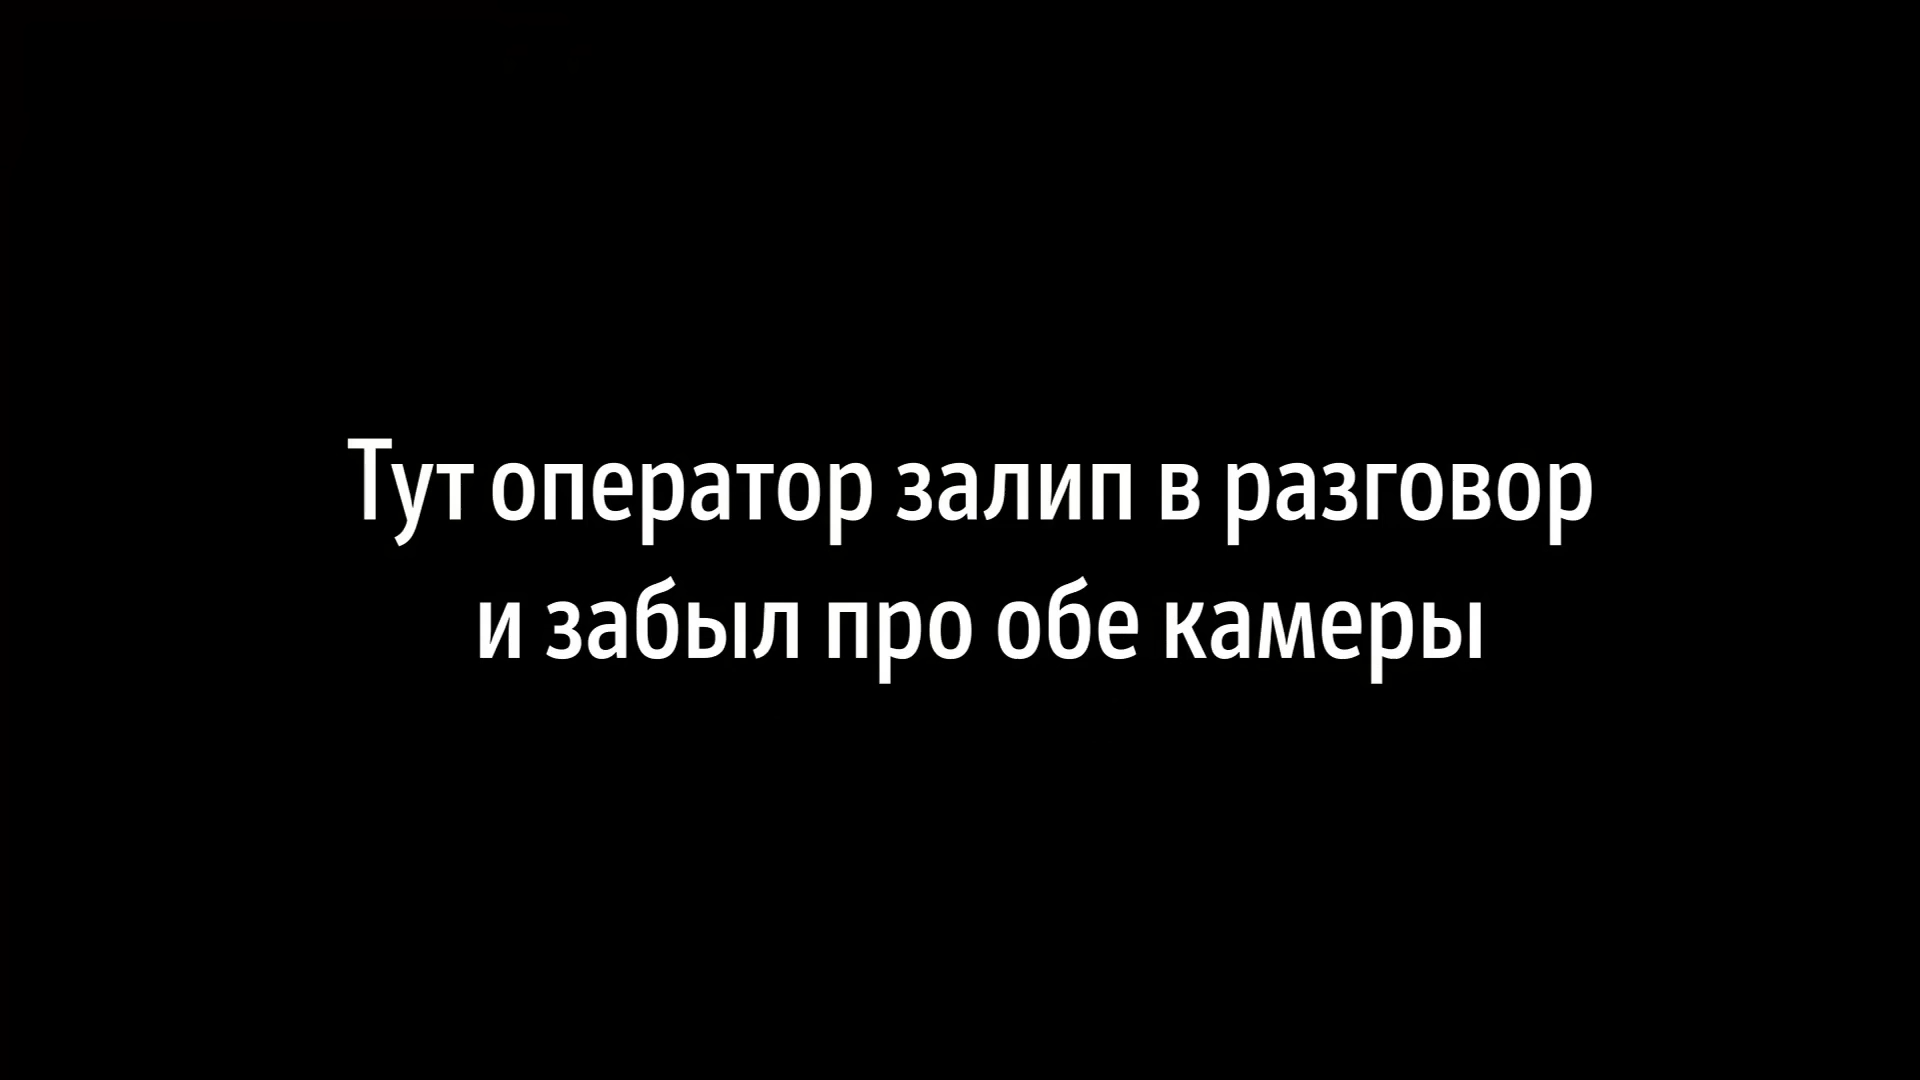 Тут оператор залип в разговор
и забыл про обе камеры